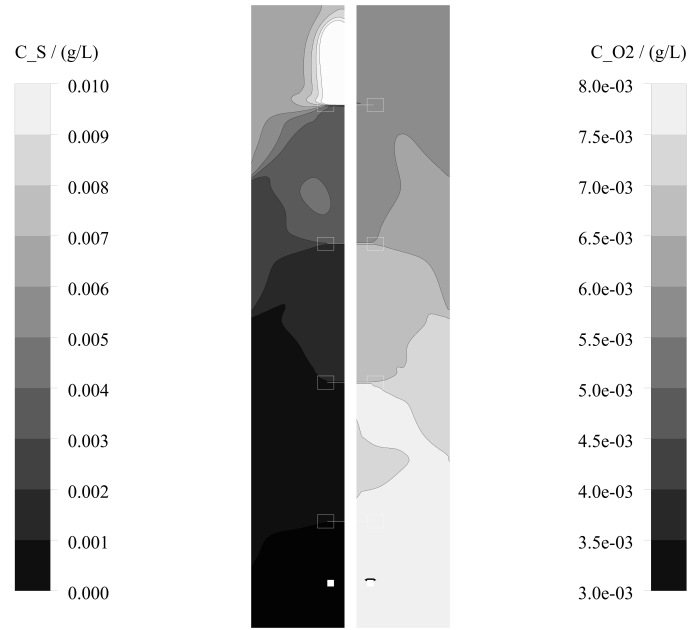 C_S / (g/L)
0.010
0.009
0.008
0.007
0.006
0.005
0.004
0.003
0.002
0.001
0.000
C_O2 / (g/L)
8.0e-03
7.5e-03
7.0e-03
6.5e-03
6.0e-03
5.5e-03
5.0e-03
4.5e-03
4.0e-03
3.5e-03
3.0e-03